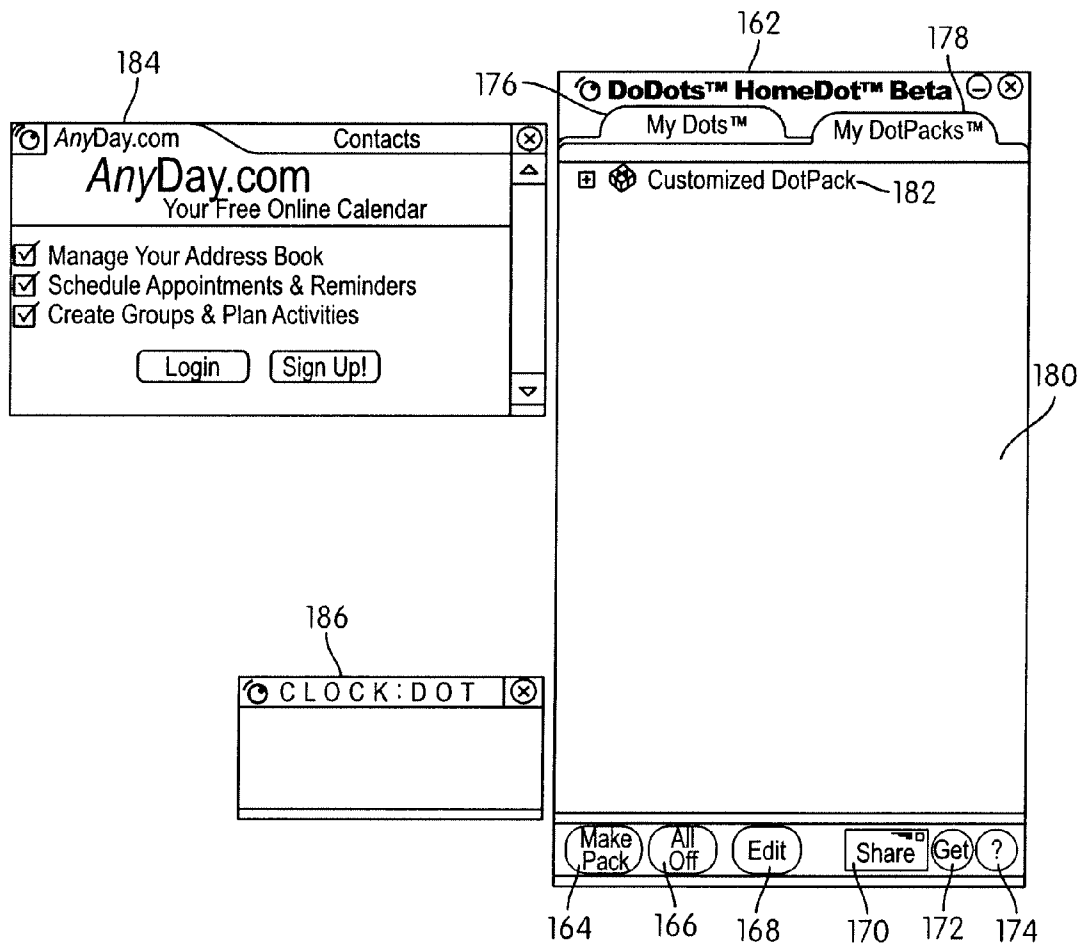 162
178
184
176
DoDots™ HomeDot™ Beta
My Dots™
My DotPacks™
AnyDay.com
Contacts
AnyDay.com
Your Free Online Calendar
Customized DotPack
182
Manage Your Address Book
Schedule Appointments & Reminders
Create Groups & Plan Activities
Login
Sign Up!
180
186
CLOCK:DOT
Make
Pack
All
Off
Edit
Share
Get
?
164
166
168
170
172
174